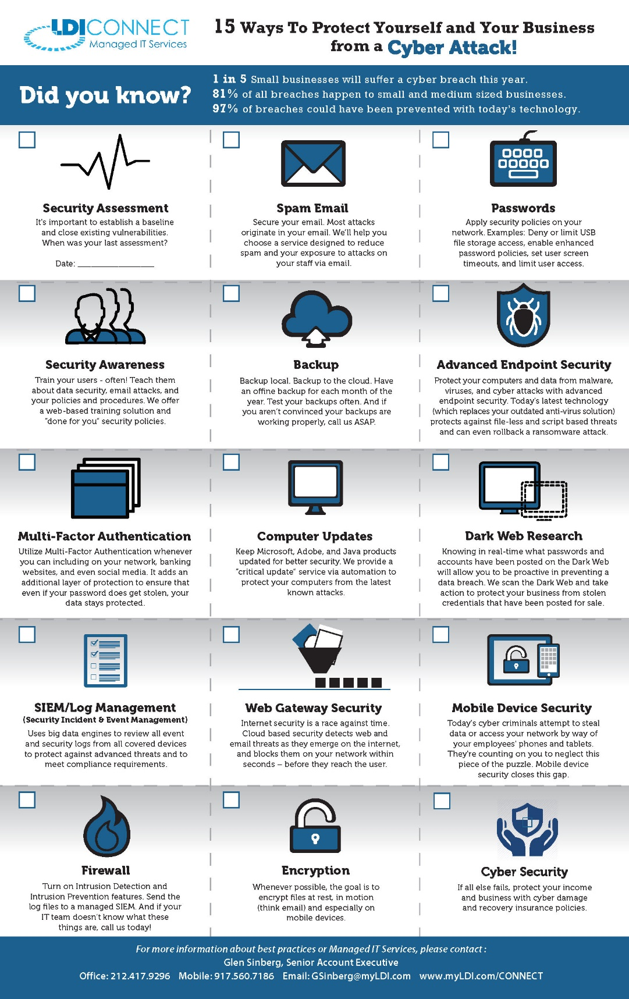 LDICONNECT
Managed IT Services
15 Ways To Protect Yourself and Your Business
from a Cyber Attack!
Did you know?
1 in 5 Small businesses will suffer a cyber breach this year.
81% of all breaches happen to small and medium sized businesses.
97% of breaches could have been prevented with today's technology.
Security Assessment
It's important to establish a baseline
and close existing vulnerabilities.
When was your last assessment?
Date: _________________
Spam Email
Secure your email. Most attacks
originate in your email. We'll help you
choose a service designed to reduce
spam and your exposure to attacks on
your staff via email.
Passwords
Apply security policies on your
network. Examples: Deny or limit USB
file storage access, enable enhanced
password policies, set user screen
timeouts, and limit user access.
Security Awareness
Train your users - often! Teach them
about data security, email attacks, and
your policies and procedures. We offer
a web-based training solution and
"done for you" security policies.
Backup
Backup local. Backup to the cloud. Have
an offine backup for each month of the
year. Test your backups often. And if
you aren't convinced your backups are
working properly, call us ASAP.
Advanced Endpoint Security
Protect your computers and data from malware,
viruses, and cyber attacks with advanced
endpoint security. Today's latest technology
(which replaces your outdated anti-virus solution)
protects against file-less and script based threats
and can even rollback a ransomware attack.
Multi-Factor Authentication
Utilize Multi-Factor Authentication whenever
you can including on your network, banking
websites, and even social media. It adds an
additional layer of protection to ensure that
even if your password does get stolen, your
data stays protected.
Computer Updates
Keep Microsoft, Adobe, and Java products
updated for better security. We provide a
"critical update" service via automation to
protect your computers from the latest
known attacks.
Dark Web Research
Knowing in real-time what passwords and
accounts have been posted on the Dark Web
will allow you to be proactive in preventing a
data breach. We scan the Dark Web and take
action to protect your business from stolen
credentials that have been posted for sale.
SIEM/Log Management
(Security Incident & Event Management)
Uses big data engines to review all event
and security logs from all covered devices
to protect against advanced threats and to
meet compliance requirements.
Web Gateway Security
Internet security is a race against time.
Cloud based security detects web and
email threats as they emerge on the internet,
and blocks them on your network within
seconds – before they reach the user.
Mobile Device Security
Today's cyber criminals attempt to steal
data or access your network by way of
your employees' phones and tablets.
They're counting on you to neglect this
piece of the puzzle. Mobile device
security closes this gap.
Firewall
Turn on Intrusion Detection and
Intrusion Prevention features. Send the
log files to a managed SIEM. And if your
IT team doesn't know what these
things are, call us today!
Encryption
Whenever possible, the goal is to
encrypt files at rest, in motion
(think email) and especially on
mobile devices.
Cyber Security
If all else fails, protect your income
and business with cyber damage
and recovery insurance policies.
For more information about best practices or Managed IT Services, please contact :
Glen Sinberg, Senior Account Executive
Office: 212.417.9296 Mobile: 917.560.7186 Email: GSinberg@myLDI.com www.myLDI.com/CONNECT